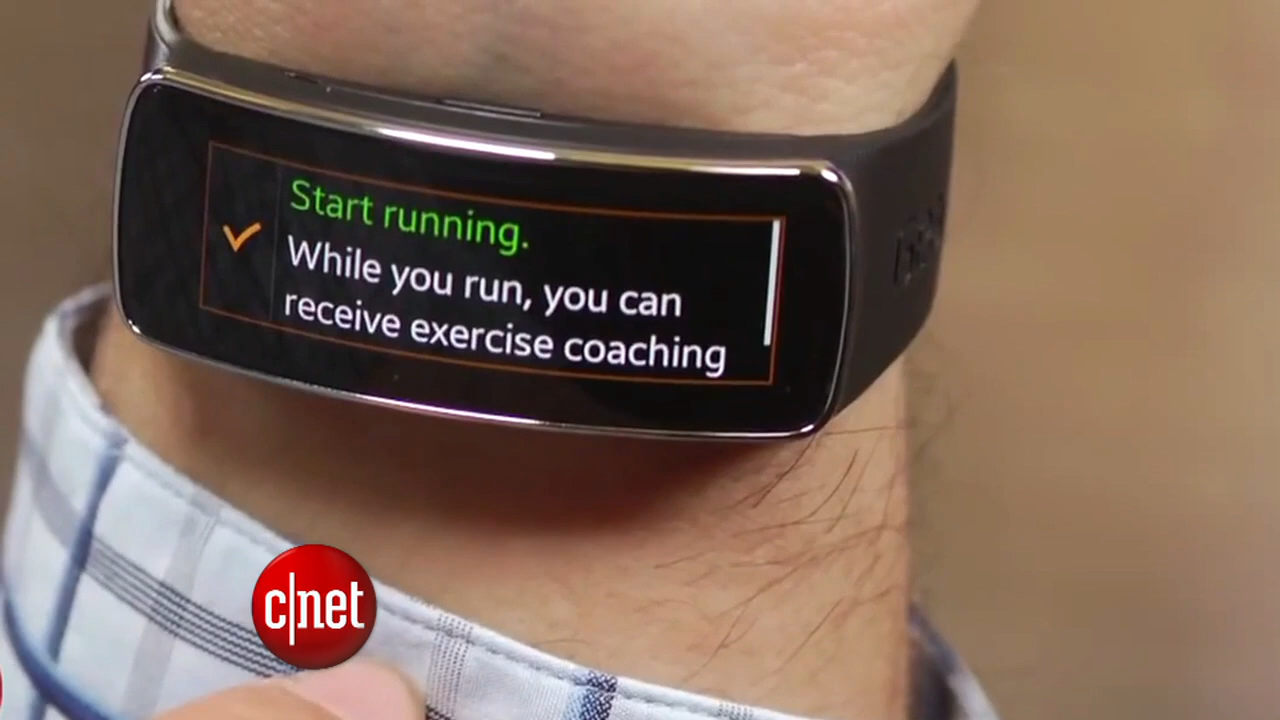 Start running.
While you run, you can
receive exercise coaching
c|net